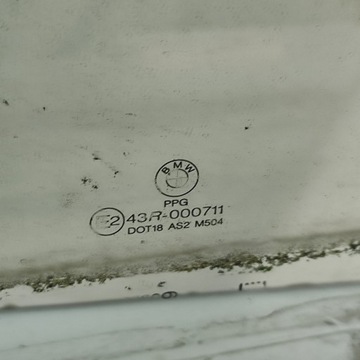 BMW
PPG
E2 43R-000711
DOT18 AS2 M504